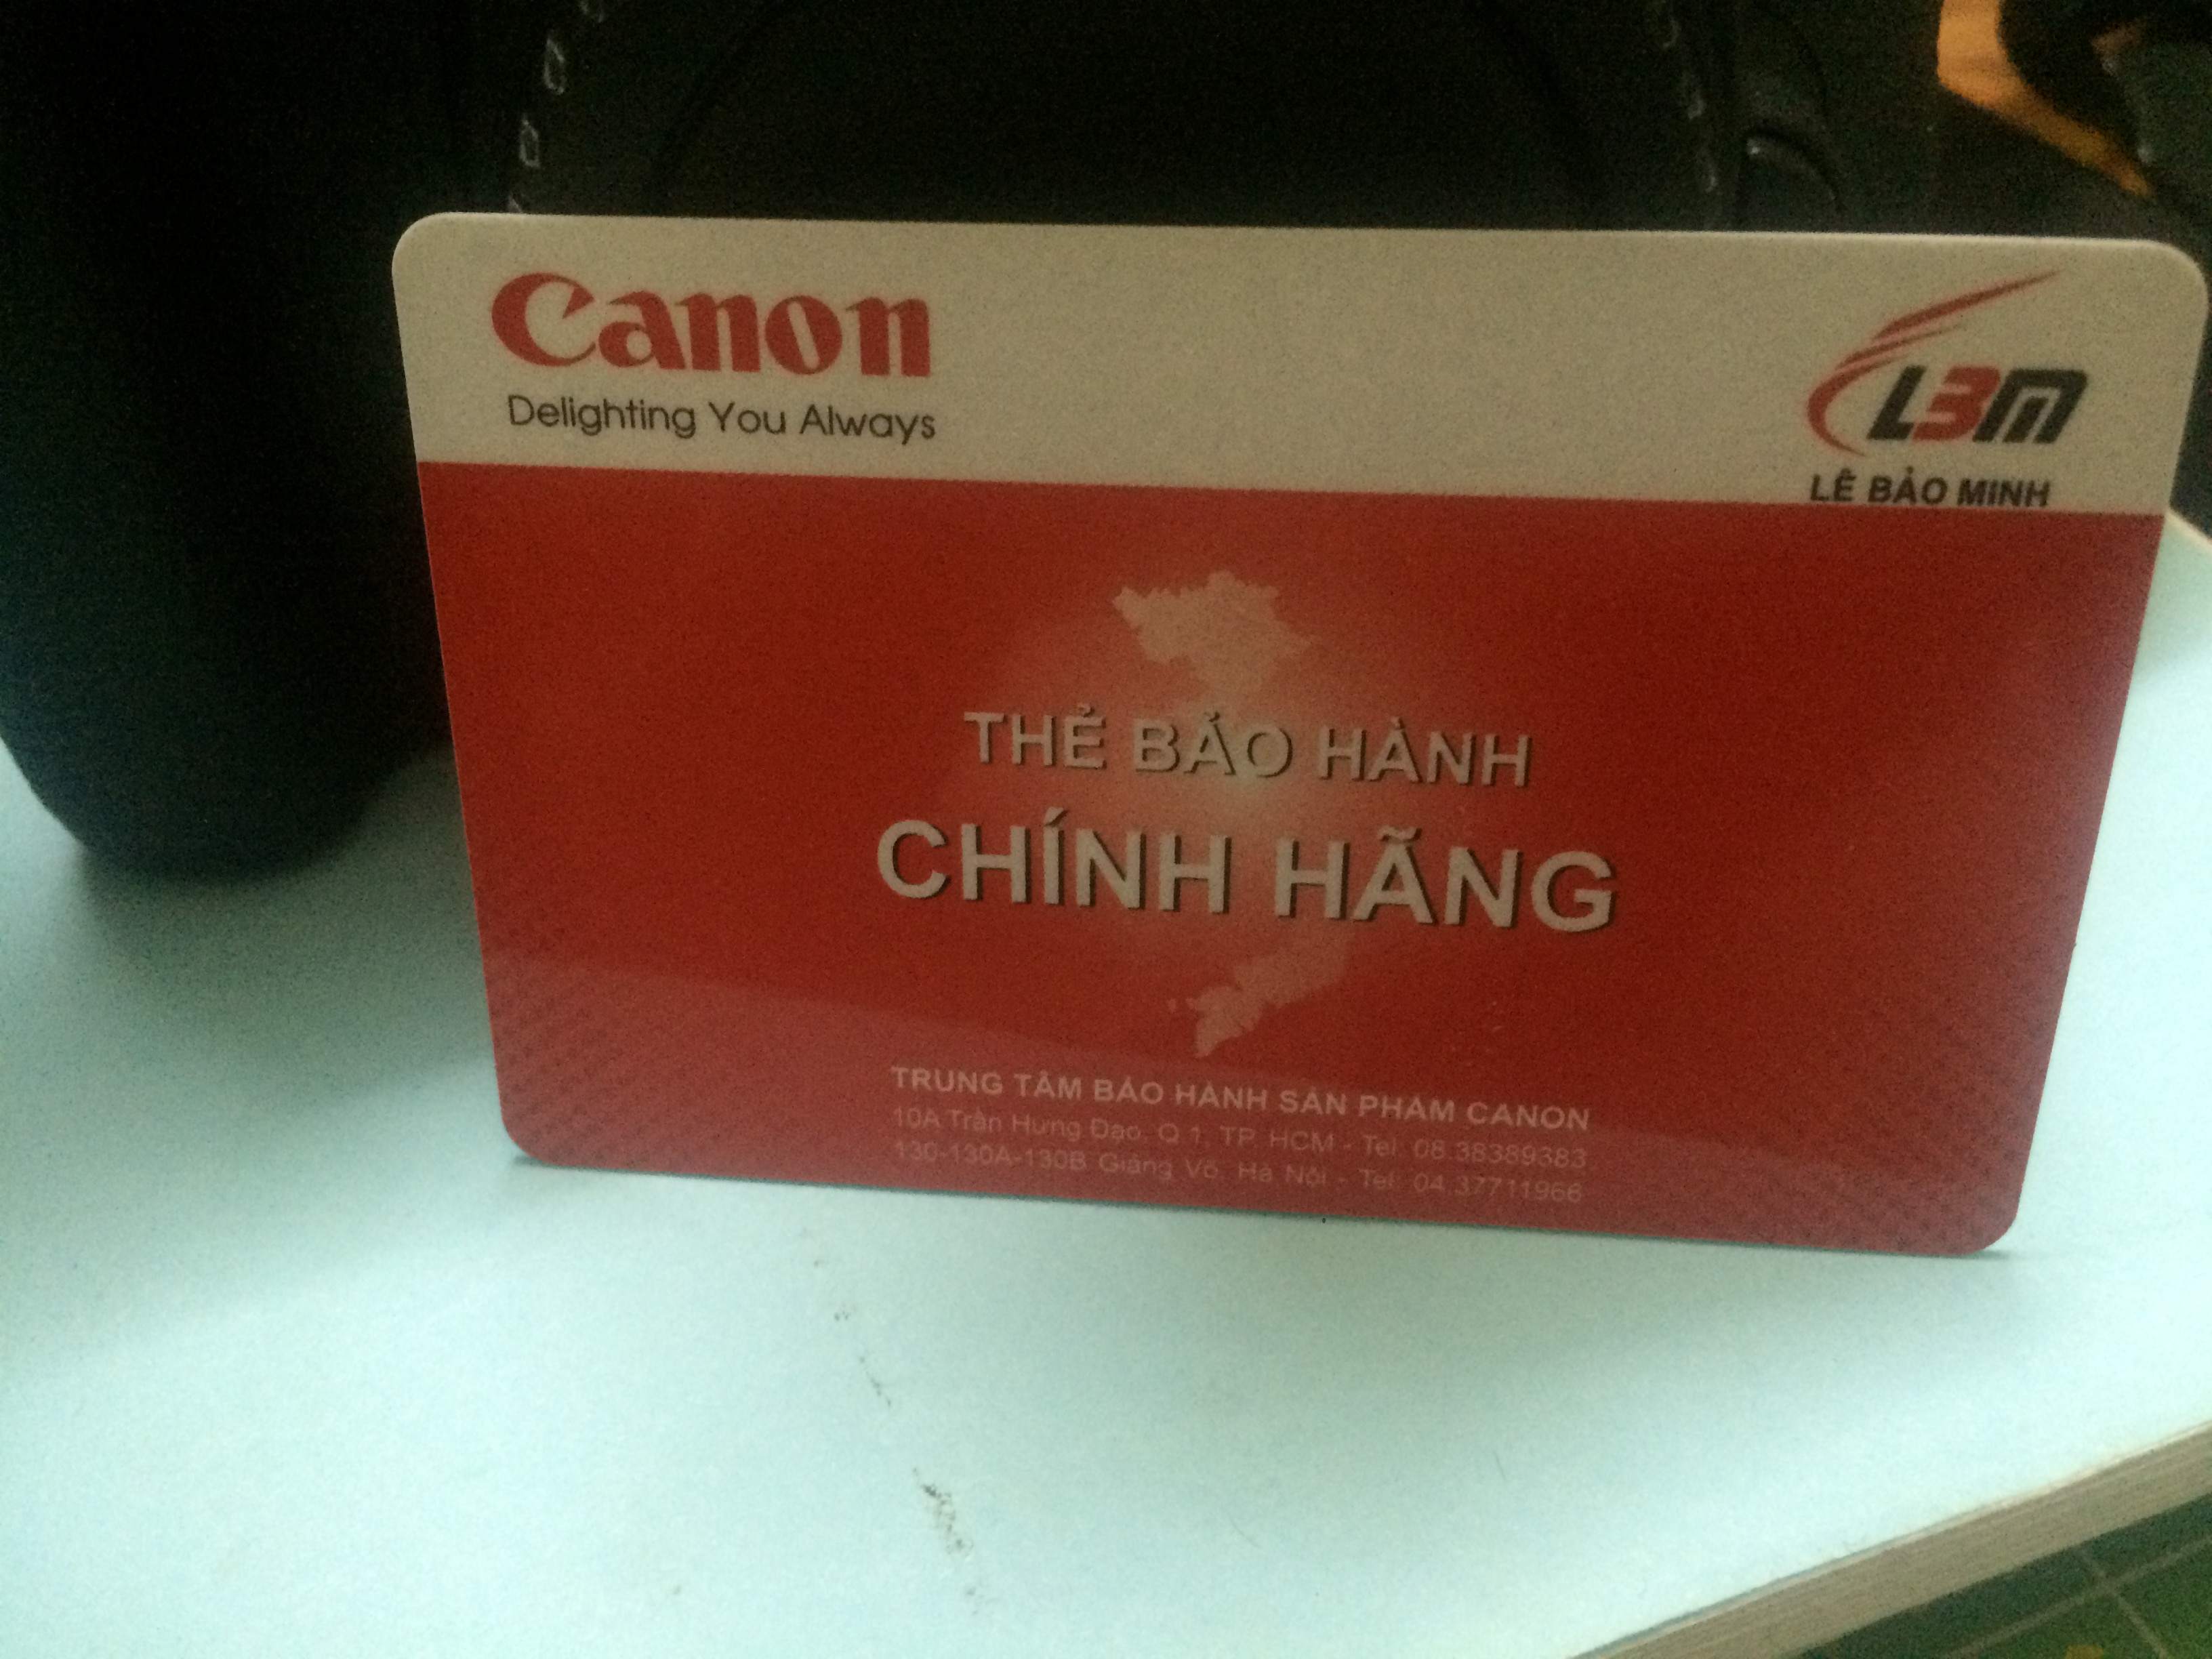 Canon
Delighting You Always
LBM
LÊ BẢO MINH
THẺ BẢO HÀNH
CHÍNH HÃNG
TRUNG TÂM BẢO HÀNH SẢN PHẨM CANON
10A Trần Hưng Đạo, Q 1, TP. HCM - Tel: 08.38389383
130-130A-130B Giảng Võ, Hà Nội - Tel: 04.37711966